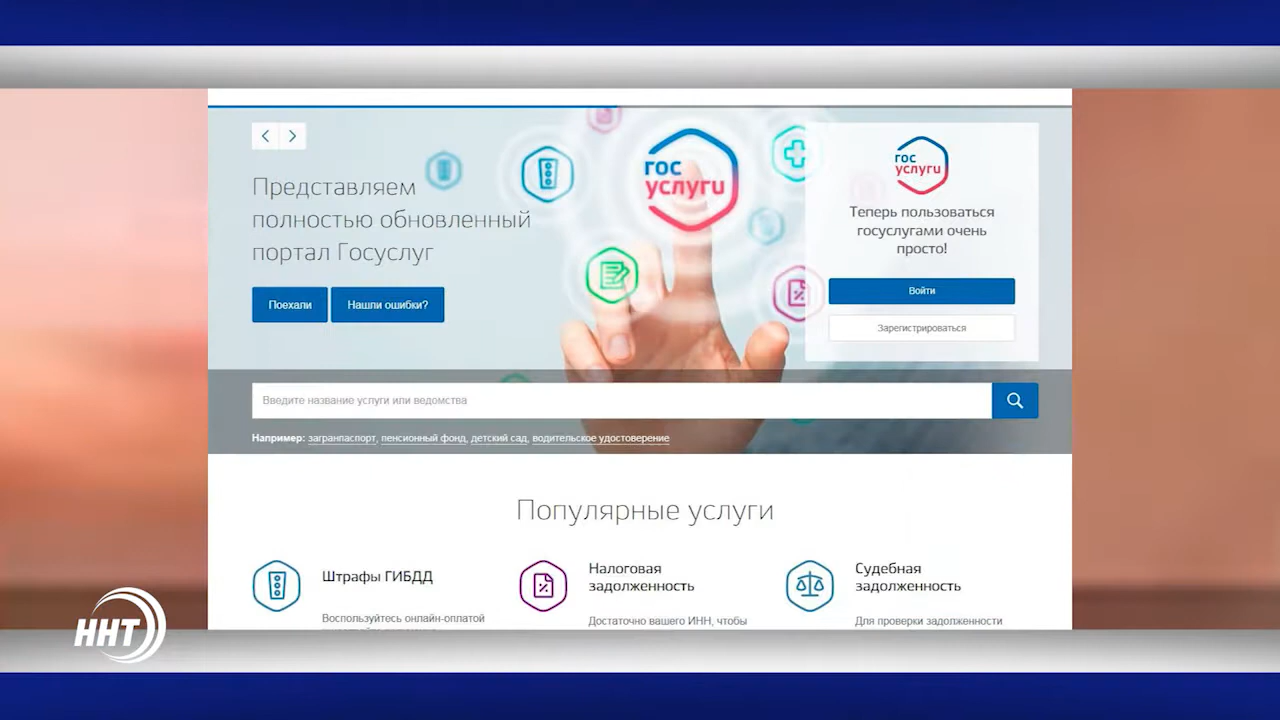 Представляем
полностью обновленный
портал Госуслуг
Поехали
Нашли ошибки?
гос
услуги
гос
услуги
Теперь пользоваться
госуслугами очень
просто!
Войти
Зарегистрироваться
Введите название услуги или ведомства
Например: загранпаспорт, пенсионный фонд, детский сад, водительское удостоверение
Популярные услуги
Штрафы ГИБДД
Воспользуйтесь онлайн-оплатой
Налоговая
задолженность
Достаточно вашего ИНН, чтобы
Судебная
задолженность
Для проверки задолженности
ННТ